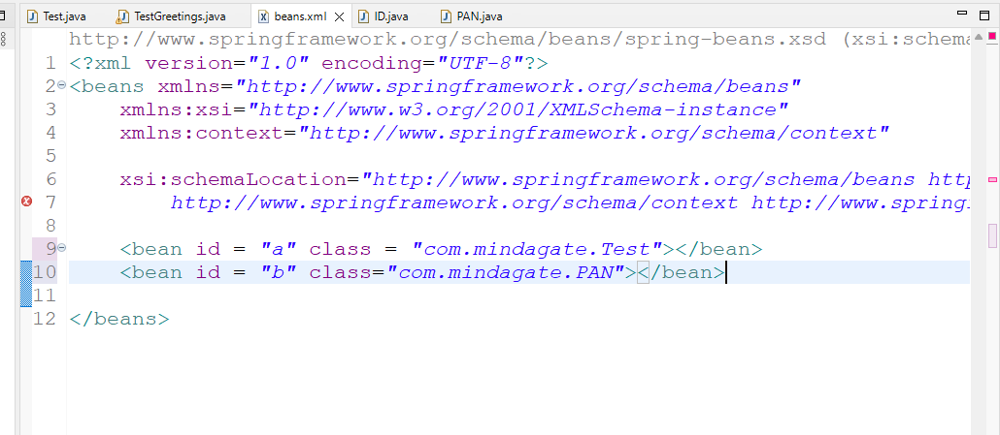 Test.java TestGreetings.java beans.xml ID.java PAN.java
http://www.springframework.org/schema/beans/spring-beans.xsd (xsi:schema
1 <?xml version="1.0" encoding="UTF-8"?>
2 <beans xmlns="http://www.springframework.org/schema/beans"
3 xmlns:xsi="http://www.w3.org/2001/XMLSchema-instance"
4 xmlns:context="http://www.springframework.org/schema/context"
5
6 xsi:schemaLocation="http://www.springframework.org/schema/beans http
7 http://www.springframework.org/schema/context http://www.spring
8
9 <bean id = "a" class = "com.mindagate.Test"></bean>
10 <bean id = "b" class="com.mindagate.PAN"></bean>
11
12 </beans>